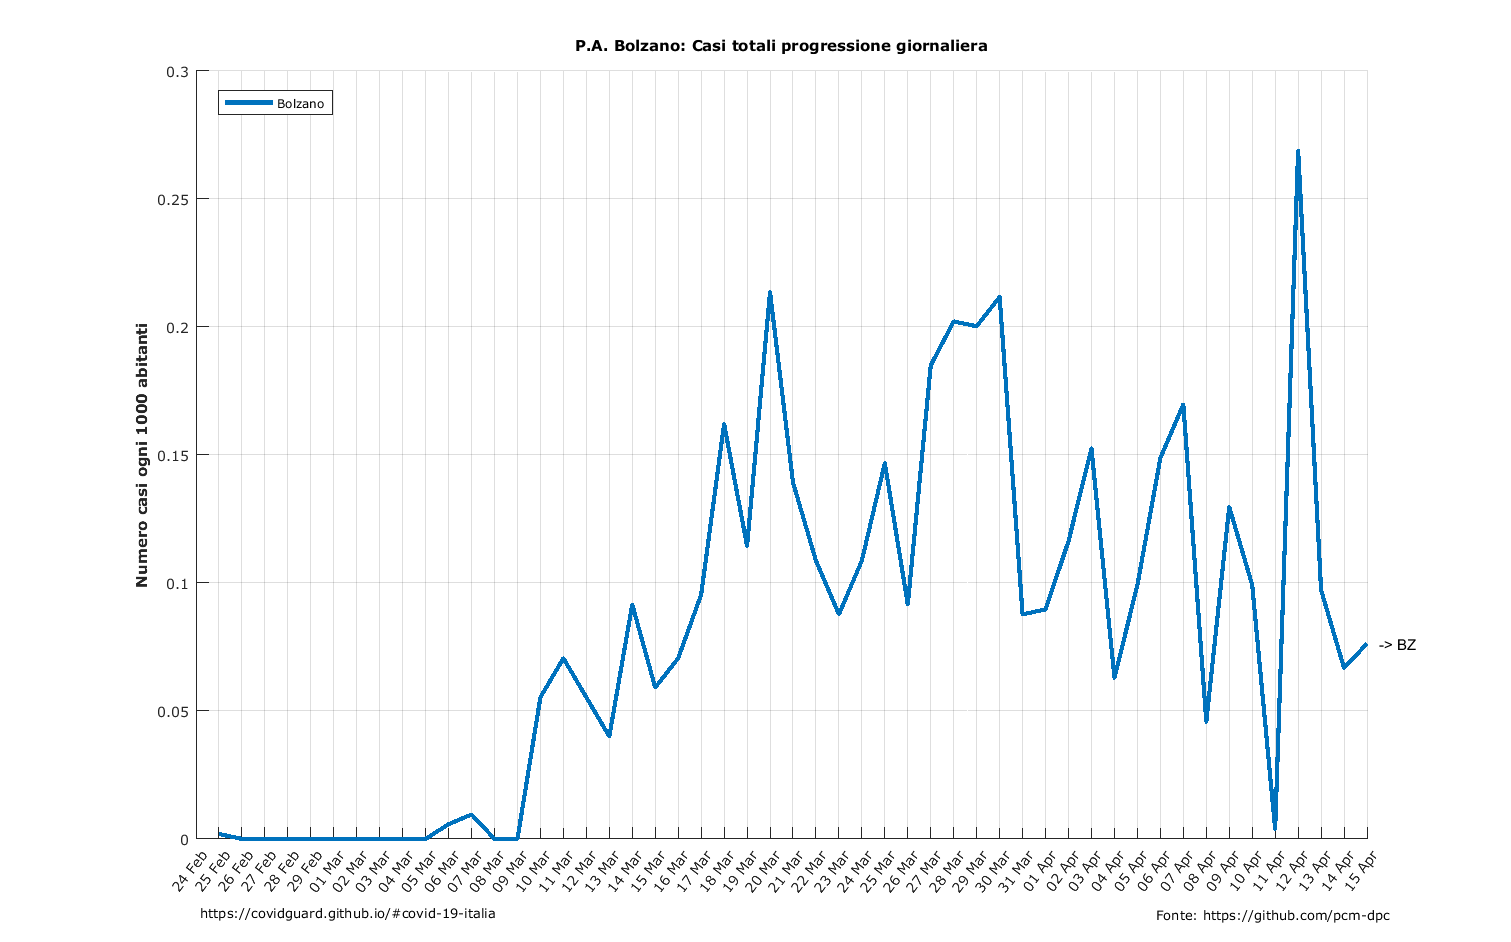 P.A. Bolzano: Casi totali progressione giornaliera
0.3
Bolzano
0.25
0.2
0.15
0.1
0.05
0
Numero casi ogni 1000 abitanti
-> BZ
24 Feb
25 Feb
26 Feb
27 Feb
28 Feb
29 Feb
01 Mar
02 Mar
03 Mar
04 Mar
05 Mar
06 Mar
07 Mar
08 Mar
09 Mar
10 Mar
11 Mar
12 Mar
13 Mar
14 Mar
15 Mar
16 Mar
17 Mar
18 Mar
19 Mar
20 Mar
21 Mar
22 Mar
23 Mar
24 Mar
25 Mar
26 Mar
27 Mar
28 Mar
29 Mar
30 Mar
31 Mar
01 Apr
02 Apr
03 Apr
04 Apr
05 Apr
06 Apr
07 Apr
08 Apr
09 Apr
10 Apr
11 Apr
12 Apr
13 Apr
14 Apr
15 Apr
https://covidguard.github.io/#covid-19-italia
Fonte: https://github.com/pcm-dpc